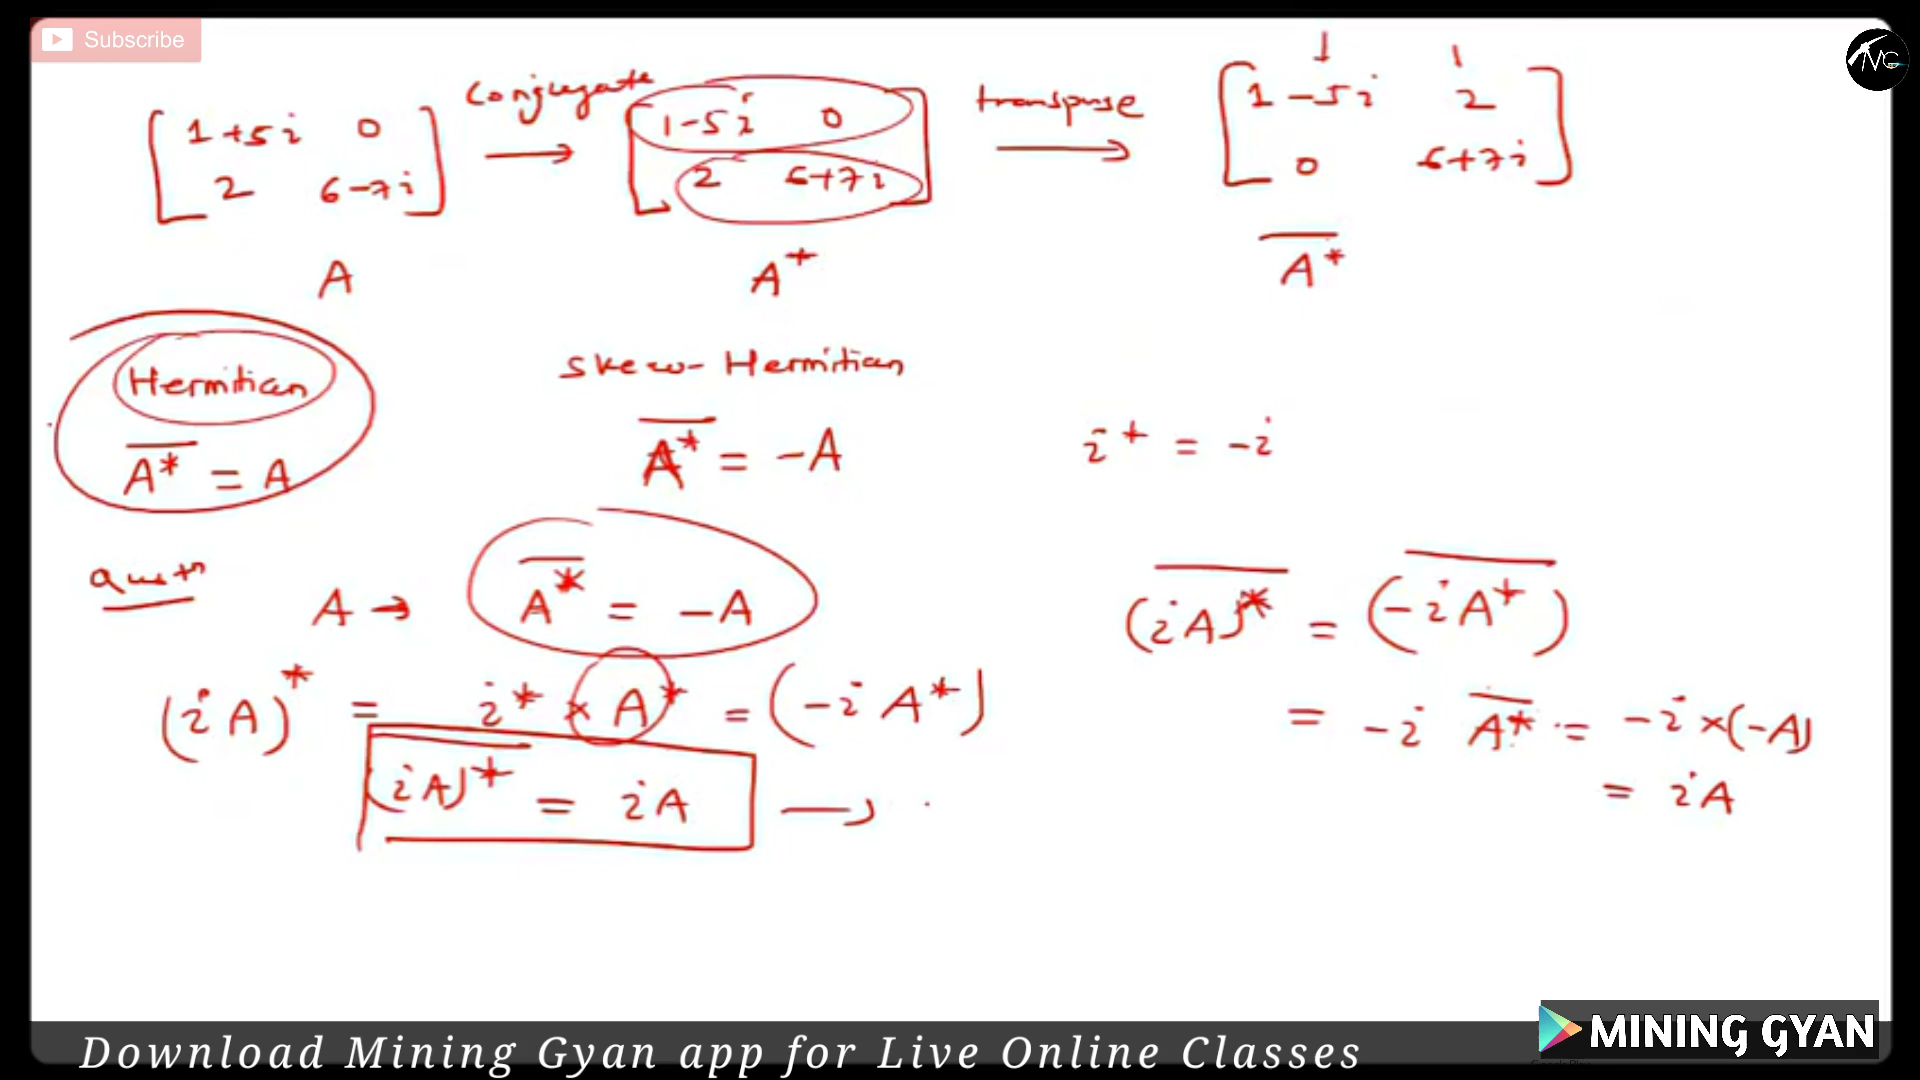 Subscribe
NG
[1+5i 0 conjugate [1-5i 0 transpose [1-5i 2
2 6-7i] → 2 6+7i] → 0 6+7i]
A A* A̅*̅
Hermitian skew-Hermitian
A̅*̅ = A A̅*̅ = -A i* = -i
A → A̅*̅ = -A
(iA)* = i* × A* = (-iA*)
(̅i̅A̅)̅*̅ = iA →
(̅i̅A̅)̅*̅ = (̅-̅i̅A̅*̅)̅
= -i A̅*̅ = -i×(-A)
= iA
Download Mining Gyan app for Live Online Classes
MINING GYAN